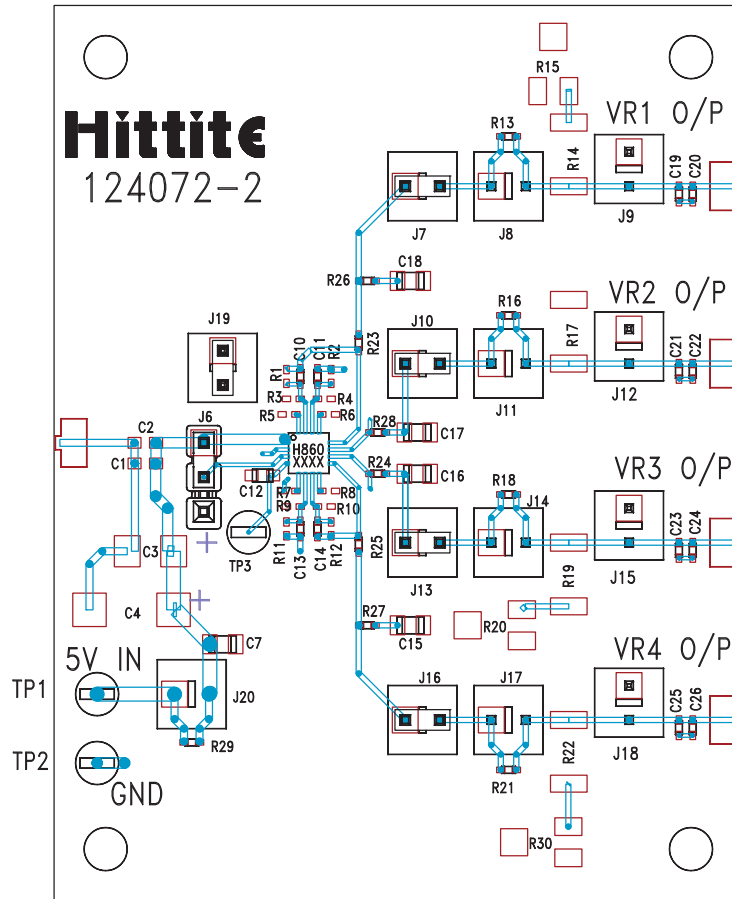 Hittite
124072-2
R15
VR1 O/P
R13
R14
C19
C20
J7
J8
J9
C18
R26
VR2 O/P
J19
C10
C11
R2
R23
J10
R16
R17
C21
C22
R1
R3
R4
J11
J12
J6
R5
R6
R28
C17
C2
H860
XXXX
C1
R24
VR3 O/P
C12
C16
R7
R8
R18
J14
R9
R10
C23
C24
C3
TP3
R11
C13
C14
R12
R25
J13
R19
J15
C4
R27
R20
C15
VR4 O/P
5V IN
C7
J16
J17
TP1
J20
C25
C26
R29
R22
J18
TP2
R21
GND
R30